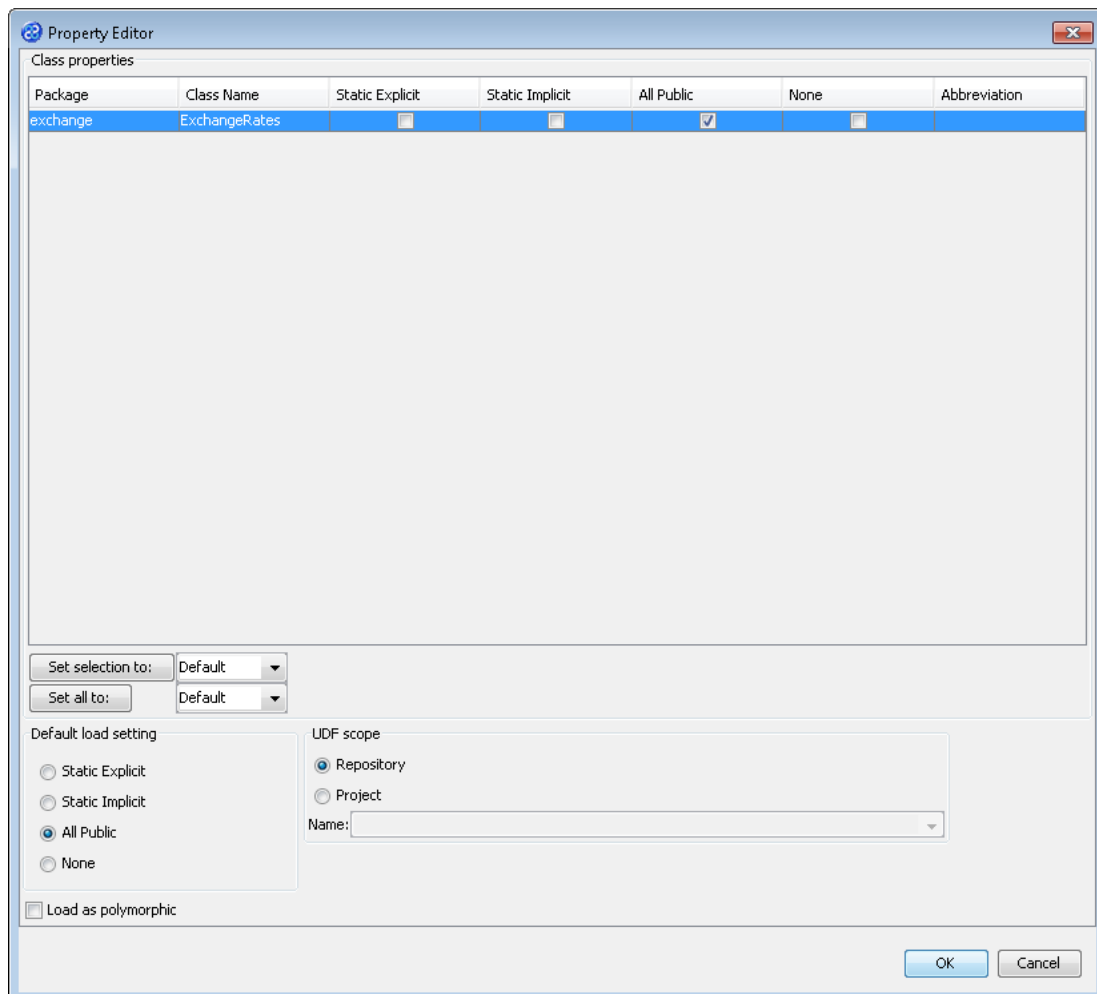 Property Editor
Class properties
Package Class Name Static Explicit Static Implicit All Public None Abbreviation
exchange ExchangeRates
Set selection to: Default
Set all to: Default
Default load setting
Static Explicit
Static Implicit
All Public
None
UDF scope
Repository
Project
Name:
Load as polymorphic
OK Cancel